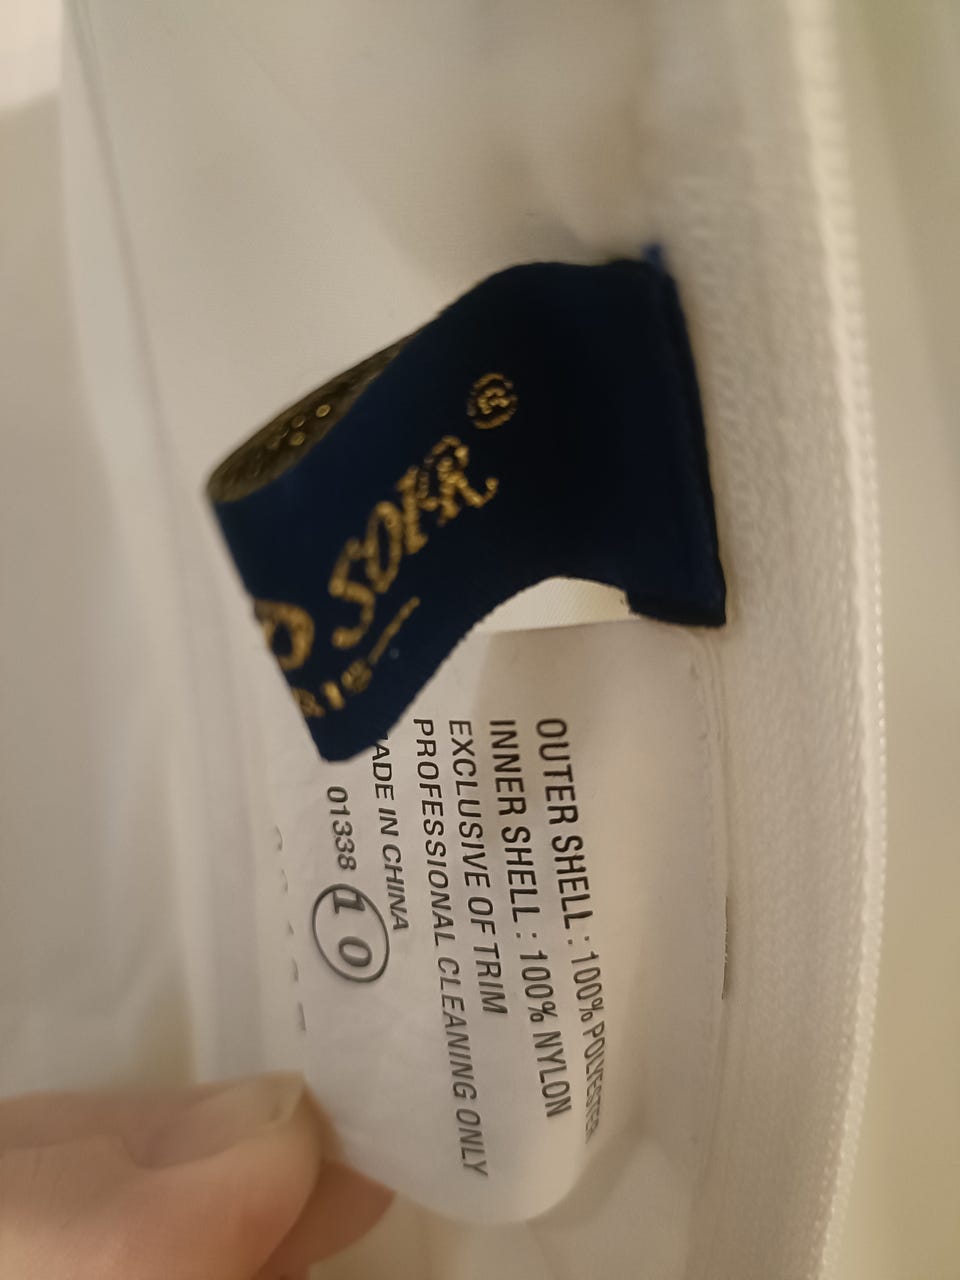 OUTER SHELL : 100% POLYESTER
INNER SHELL : 100% NYLON
EXCLUSIVE OF TRIM
PROFESSIONAL CLEANING ONLY
ADE IN CHINA
01338 10